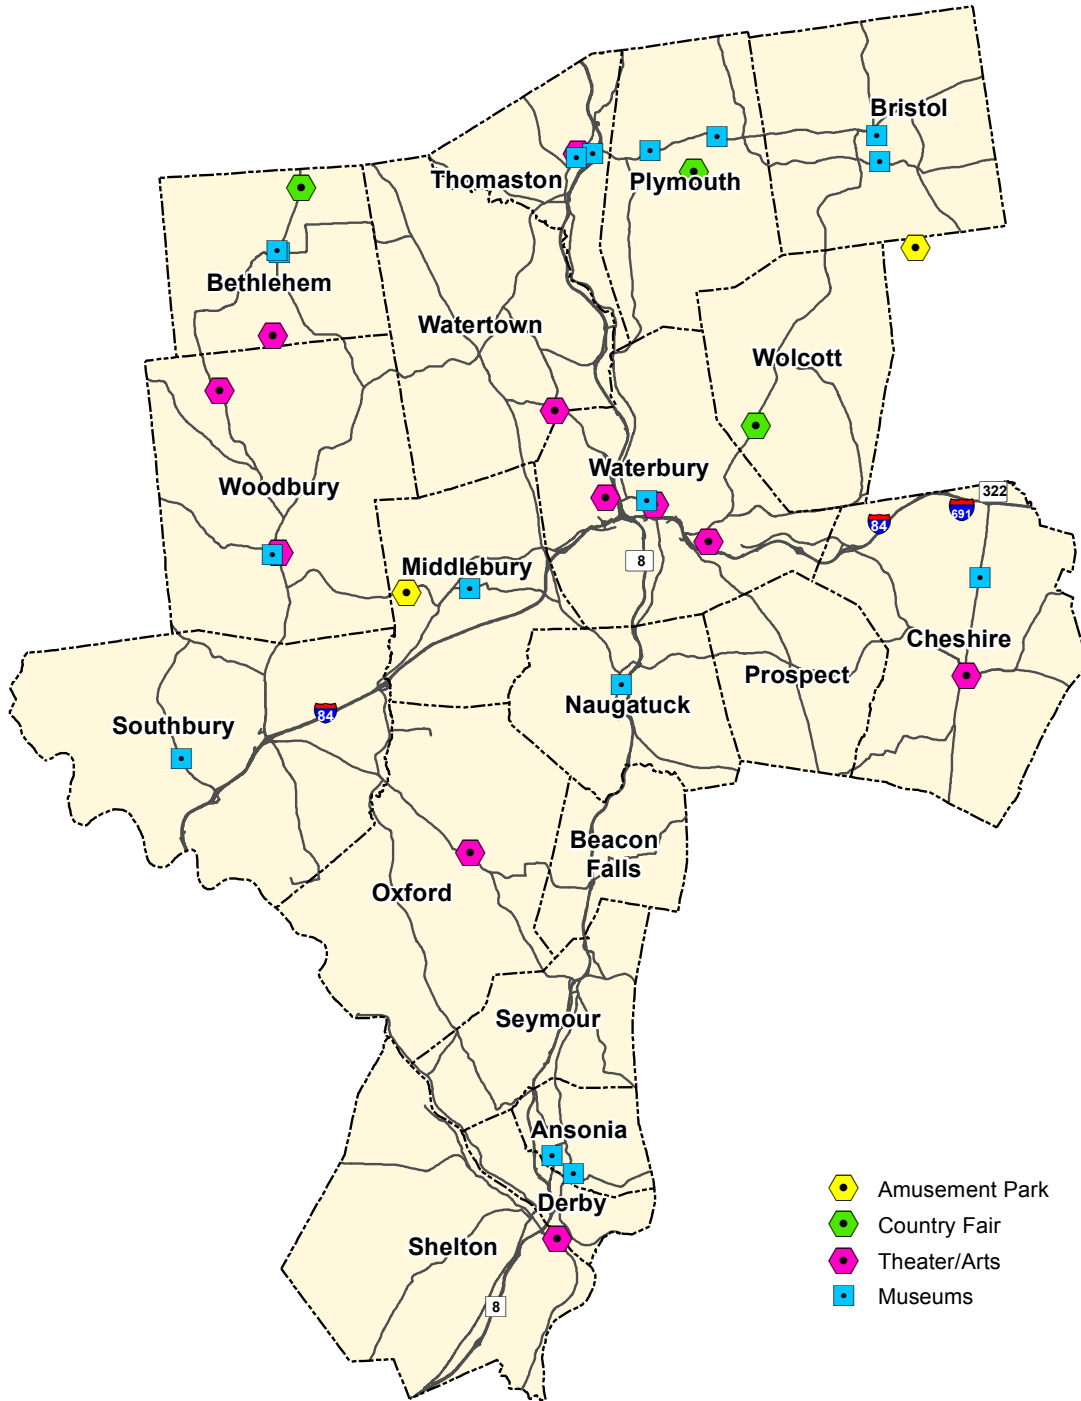 Bristol
Thomaston
Plymouth
Bethlehem
Watertown
Wolcott
Waterbury
Woodbury
322
691
84
8
Middlebury
Cheshire
Prospect
Naugatuck
84
Southbury
Beacon
Falls
Oxford
Seymour
Ansonia
Derby
Shelton
8
Amusement Park
Country Fair
Theater/Arts
Museums